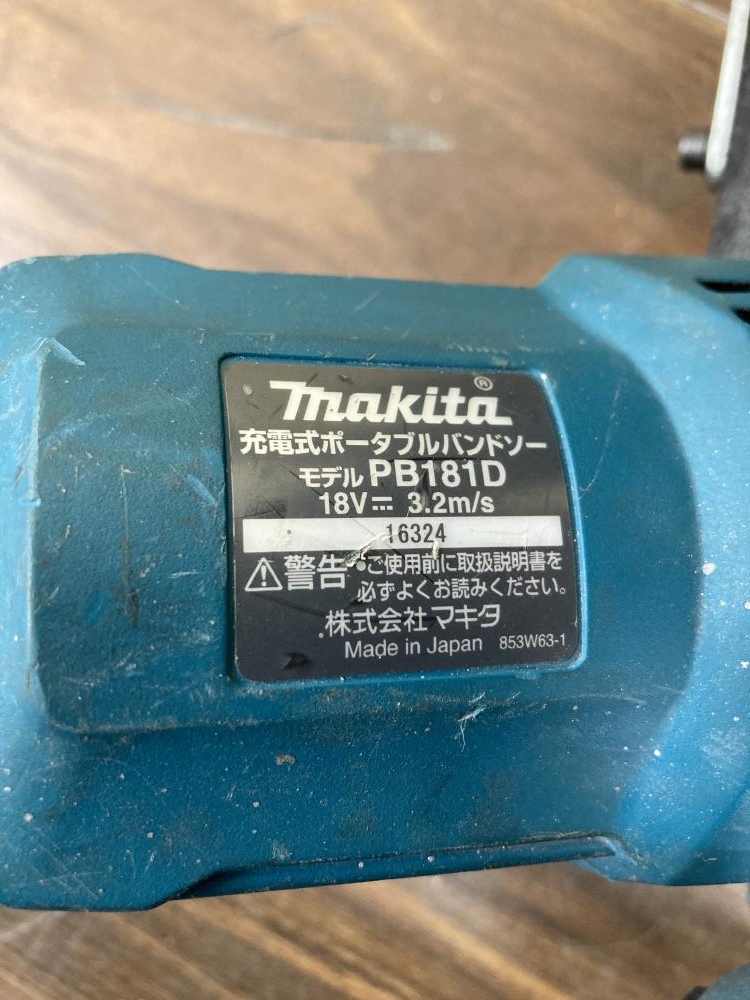 makita®
充電式ポータブルバンドソー
モデル PB181D
18V⎓ 3.2m/s
16324
⚠警告 •ご使用前に取扱説明書を
必ずよくお読みください。
株式会社マキタ
Made in Japan 853W63-1